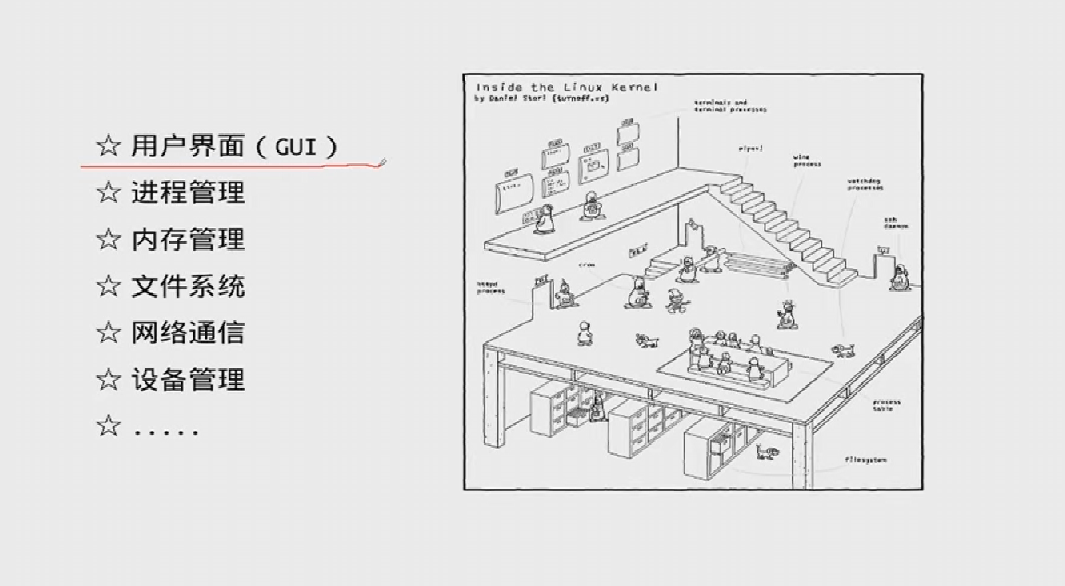 ☆ 用户界面（GUI）
☆ 进程管理
☆ 内存管理
☆ 文件系统
☆ 网络通信
☆ 设备管理
☆ .....
Inside the Linux Kernel
by Daniel Stori {turnoff.us}
terminals and
terminal processes
pipes!
wine
process
watchdog
processes
ssh
daemon
cron
httpd
process
process
table
filesystem